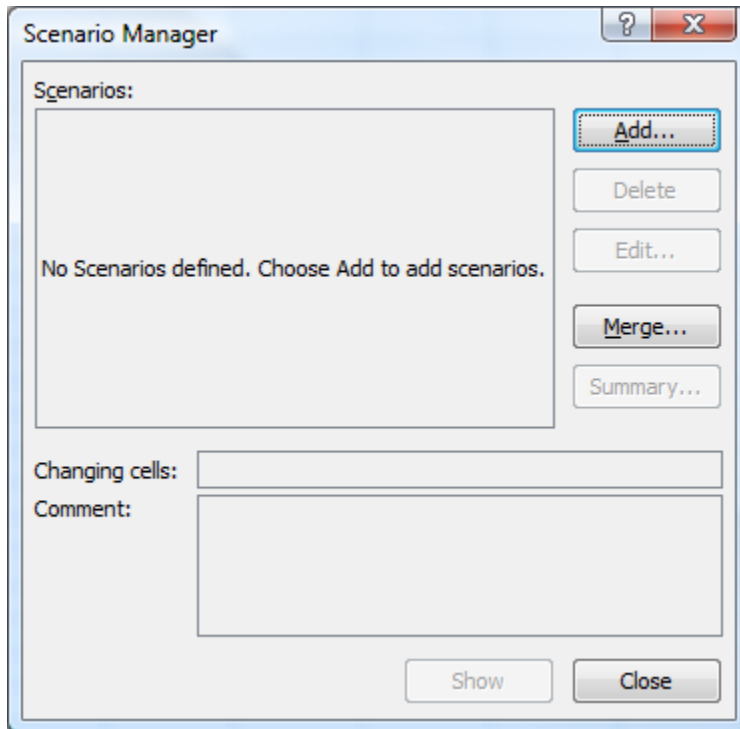 Scenario Manager
?
X
Scenarios:
Add...
Delete
No Scenarios defined. Choose Add to add scenarios.
Edit...
Merge...
Summary...
Changing cells:
Comment:
Show
Close